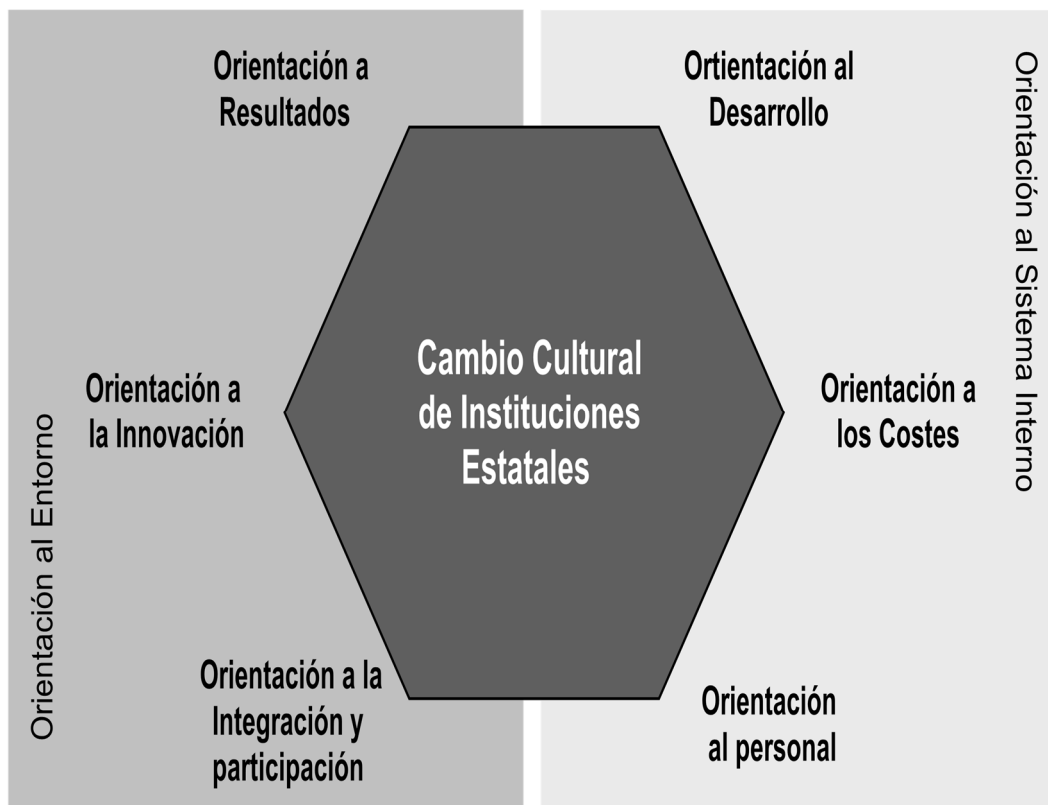 Orientación a
Resultados
Ortientación al
Desarrollo
Orientación al Sistema Interno
Cambio Cultural
de Instituciones
Estatales
Orientación a
la Innovación
Orientación a
los Costes
Orientación al Entorno
Orientación a la
Integración y
participación
Orientación
al personal